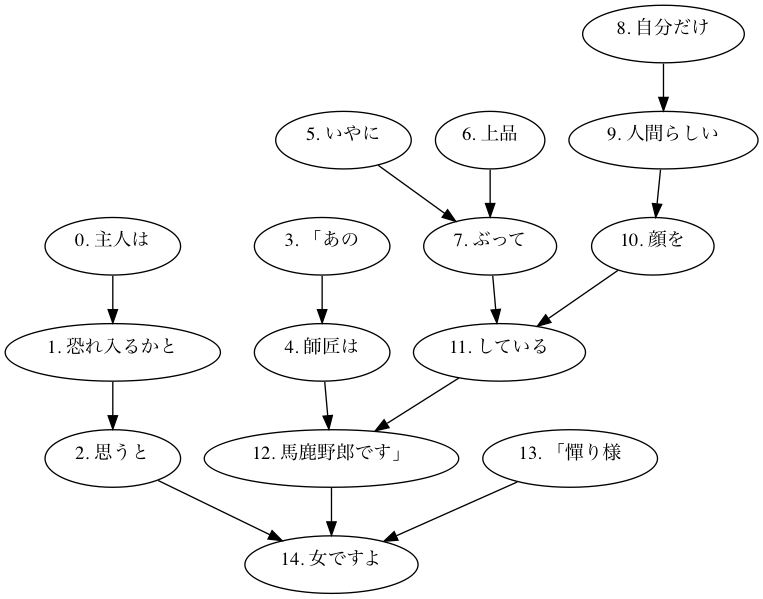 8. 自分だけ
5. いやに
6. 上品
9. 人間らしい
0. 主人は
3. 「あの
7. ぶって
10. 顔を
1. 恐れ入るかと
4. 師匠は
11. している
2. 思うと
12. 馬鹿野郎です」
13. 「憚り様
14. 女ですよ